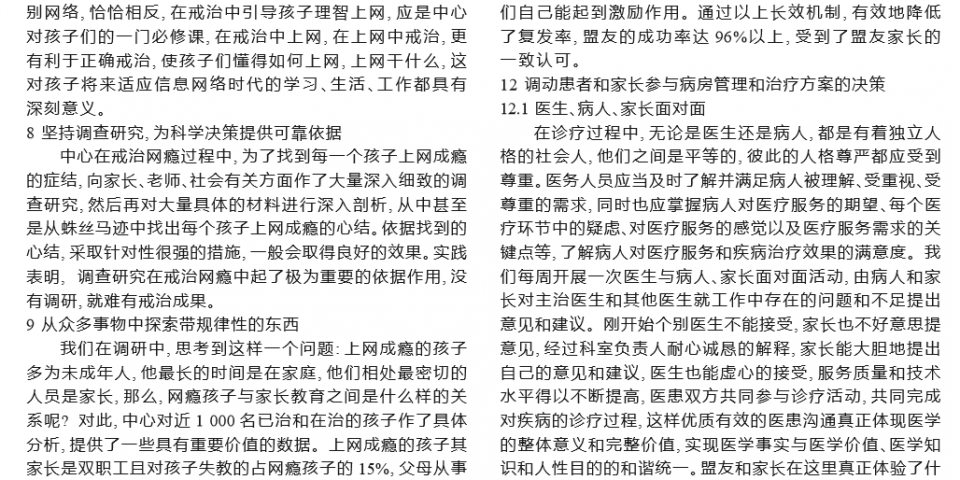 别网络,恰恰相反,在戒治中引导孩子理智上网,应是中心
对孩子们的一门必修课,在戒治中上网,在上网中戒治,更
有利于正确戒治,使孩子们懂得如何上网,上网干什么,这
对孩子将来适应信息网络时代的学习、生活、工作都具有
深刻意义。
8 坚持调查研究,为科学决策提供可靠依据
中心在戒治网瘾过程中,为了找到每一个孩子上网成瘾
的症结,向家长、老师、社会有关方面作了大量深入细致的调
查研究,然后再对大量具体的材料进行深入剖析,从中甚至
是从蛛丝马迹中找出每个孩子上网成瘾的心结。依据找到的
心结,采取针对性很强的措施,一般会取得良好的效果。实践
表明, 调查研究在戒治网瘾中起了极为重要的依据作用,没
有调研,就难有戒治成果。
9 从众多事物中探索带规律性的东西
我们在调研中,思考到这样一个问题:上网成瘾的孩子
多为未成年人,他最长的时间是在家庭,他们相处最密切的
人员是家长,那么,网瘾孩子与家长教育之间是什么样的关
系呢? 对此,中心对近 1 000 名已治和在治的孩子作了具体
分析,提供了一些具有重要价值的数据。上网成瘾的孩子其
家长是双职工且对孩子失教的占网瘾孩子的 15%,父母从事
们自己能起到激励作用。通过以上长效机制,有效地降低
了复发率,盟友的成功率达 96%以上,受到了盟友家长的
一致认可。
12 调动患者和家长参与病房管理和治疗方案的决策
12.1 医生、病人、家长面对面
在诊疗过程中,无论是医生还是病人,都是有着独立人
格的社会人,他们之间是平等的,彼此的人格尊严都应受到
尊重。医务人员应当及时了解并满足病人被理解、受重视、受
尊重的需求,同时也应掌握病人对医疗服务的期望、每个医
疗环节中的疑虑、对医疗服务的感觉以及医疗服务需求的关
键点等,了解病人对医疗服务和疾病治疗效果的满意度。我
们每周开展一次医生与病人、家长面对面活动,由病人和家
长对主治医生和其他医生就工作中存在的问题和不足提出
意见和建议。刚开始个别医生不能接受,家长也不好意思提
意见,经过科室负责人耐心诚恳的解释,家长能大胆地提出
自己的意见和建议,医生也能虚心的接受,服务质量和技术
水平得以不断提高,医患双方共同参与诊疗活动,共同完成
对疾病的诊疗过程,这样优质有效的医患沟通真正体现医学
的整体意义和完整价值,实现医学事实与医学价值、医学知
识和人性目的的和谐统一。盟友和家长在这里真正体验了什